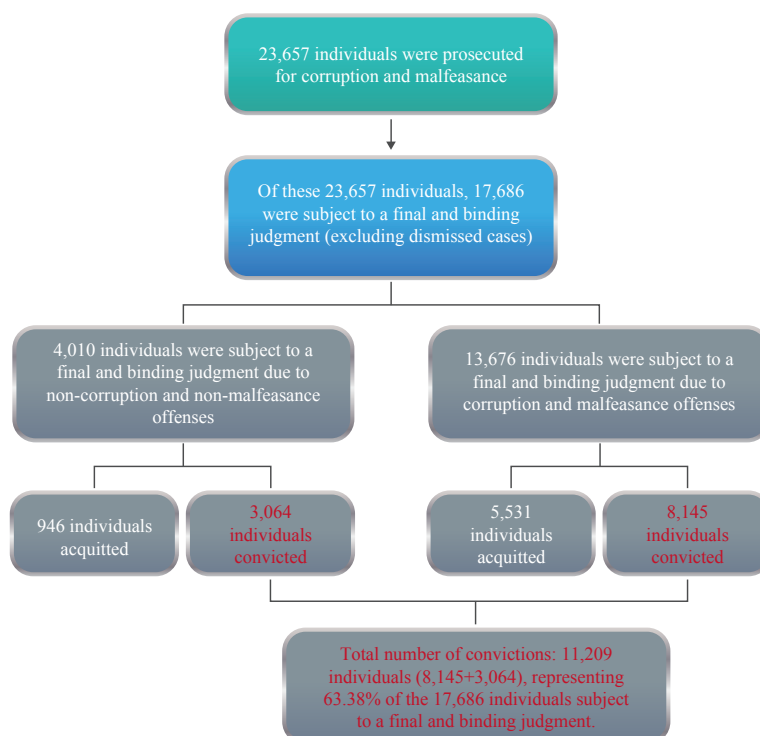 23,657 individuals were prosecuted
for corruption and malfeasance
Of these 23,657 individuals, 17,686
were subject to a final and binding
judgment (excluding dismissed cases)
4,010 individuals were subject to a
final and binding judgment due to
non-corruption and non-malfeasance
offenses
13,676 individuals were subject to a
final and binding judgment due to
corruption and malfeasance offenses
946 individuals
acquitted
3,064
individuals
convicted
5,531
individuals
acquitted
8,145
individuals
convicted
Total number of convictions: 11,209
individuals (8,145+3,064), representing
63.38% of the 17,686 individuals subject
to a final and binding judgment.